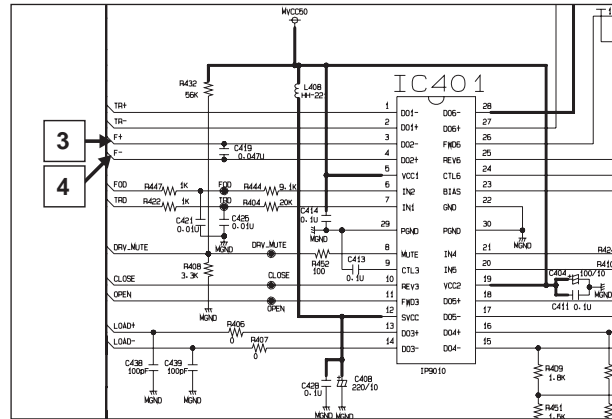 MVCC50
R432
56K
L408
HH-221
IC401
TR+
1
DO1-
DO6-
28
TR-
2
DO1+
DO6+
27
3
F+
3
DO2-
FWD6
26
4
F-
C419
0.047U
4
DO2+
REV6
25
5
VCC1
CTL6
24
FOD
R447
1K
FOD
R444
9.1K
6
IN2
BIAS
23
TRD
R422
1K
TRD
R404
20K
7
IN1
GND
22
C421
0.01U
C425
0.01U
MGND
C414
0.1U
MGND
29
PGND
PGND
30
MGND
DRV_MUTE
DRV_MUTE
R452
100
8
MUTE
IN4
21
R408
3.3K
C413
0.1U
9
CTL3
IN5
20
CLOSE
CLOSE
10
REV3
VCC2
19
C404
100/10
MGND
OPEN
OPEN
11
FWD3
DO5+
18
C411 0.1U
MGND
12
SVCC
DO5-
17
LOAD+
R406
0
13
DO3+
DO4+
16
LOAD-
R407
0
14
DO3-
DO4-
15
IP9010
C438
100pF
C439
100pF
MGND
MGND
C428
0.1U
C408
220/10
MGND
MGND
R409
1.8K
R451